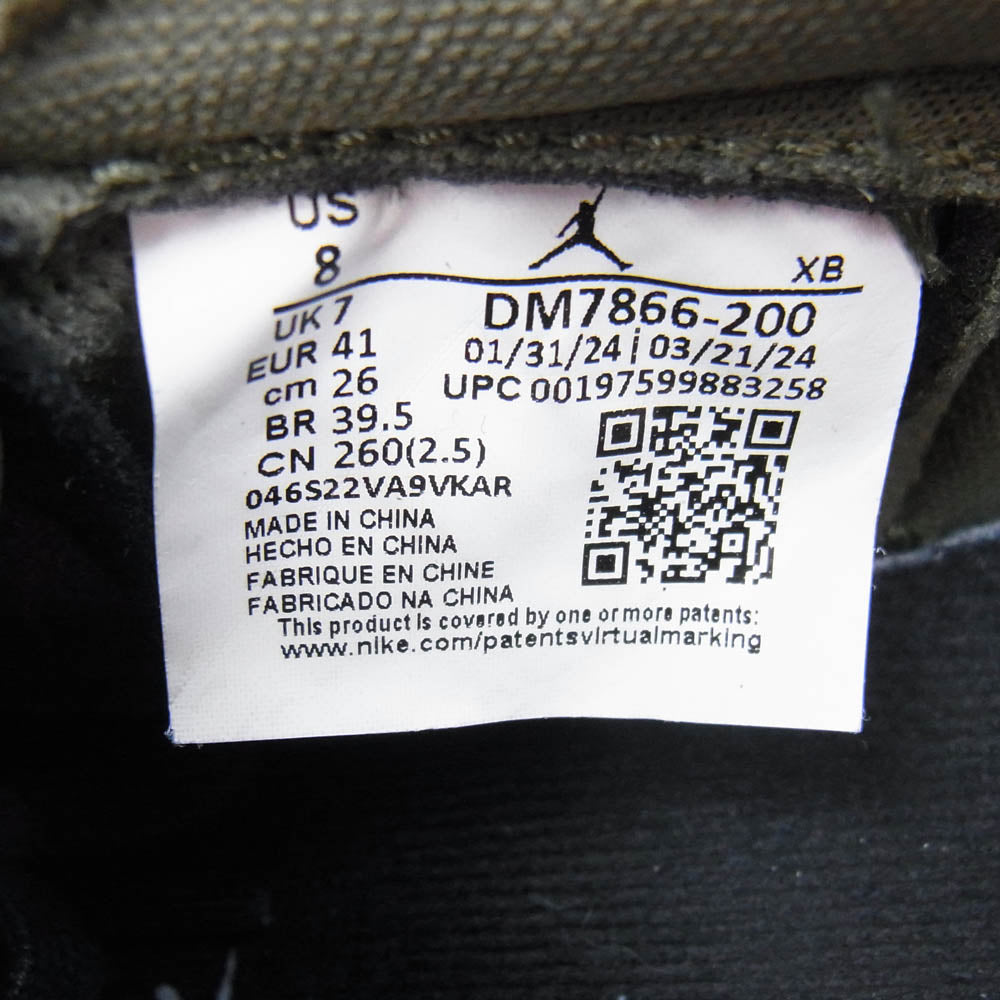 US
8
XB
UK 7
EUR 41
cm 26
BR 39.5
CN 260(2.5)
046S22VA9VKAR
DM7866-200
01/31/24 | 03/21/24
UPC 00197599883258
MADE IN CHINA
HECHO EN CHINA
FABRIQUE EN CHINE
FABRICADO NA CHINA
This product is covered by one or more patents:
www.nike.com/patentsvirtualmarking